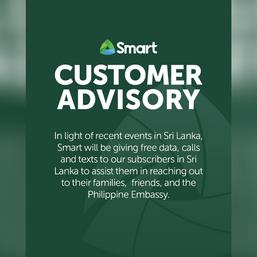 Smart
CUSTOMER
ADVISORY
In light of recent events in Sri Lanka,
Smart will be giving free data, calls
and texts to our subscribers in Sri
Lanka to assist them in reaching out
to their families, friends, and the
Philippine Embassy.